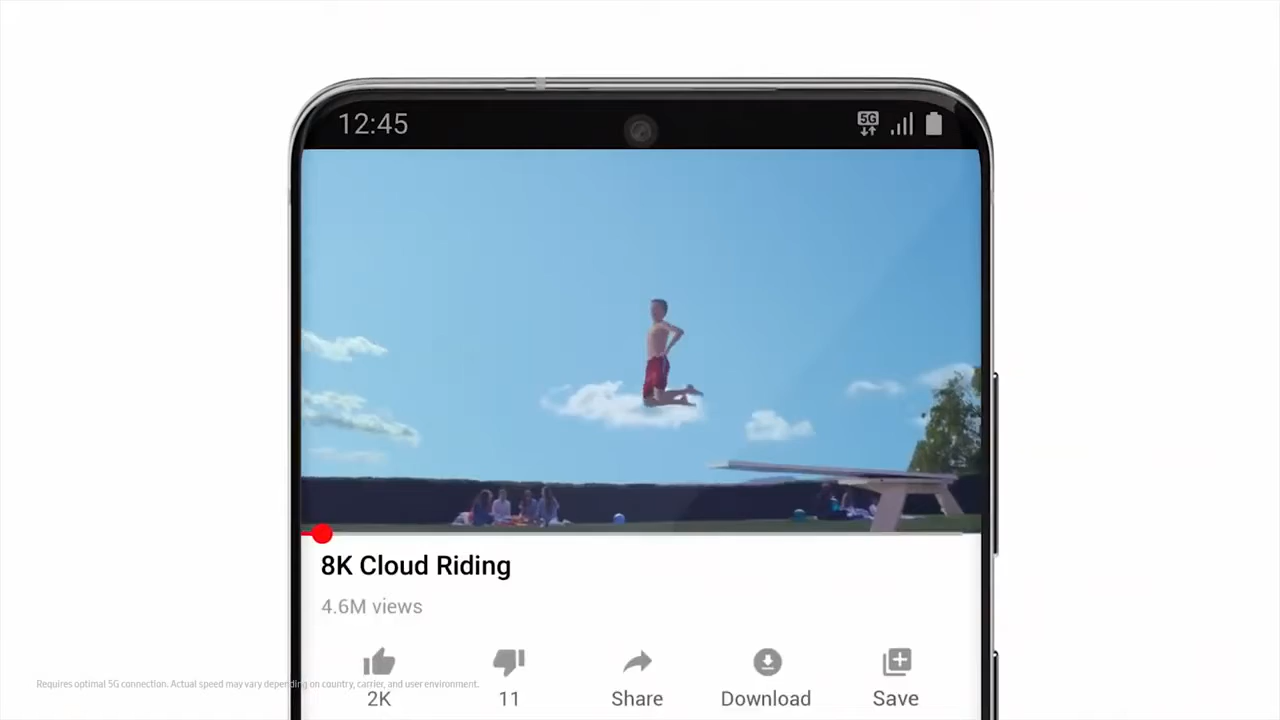 12:45
5G
8K Cloud Riding
4.6M views
Requires optimal 5G connection. Actual speed may vary depending on country, carrier, and user environment.
2K
11
Share
Download
Save